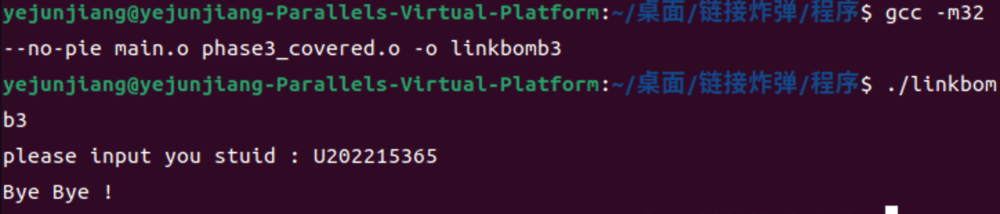 yejunjiang@yejunjiang-Parallels-Virtual-Platform:~/桌面/链接炸弹/程序$ gcc -m32
--no-pie main.o phase3_covered.o -o linkbomb3
yejunjiang@yejunjiang-Parallels-Virtual-Platform:~/桌面/链接炸弹/程序$ ./linkbom
b3
please input you stuid : U202215365
Bye Bye !